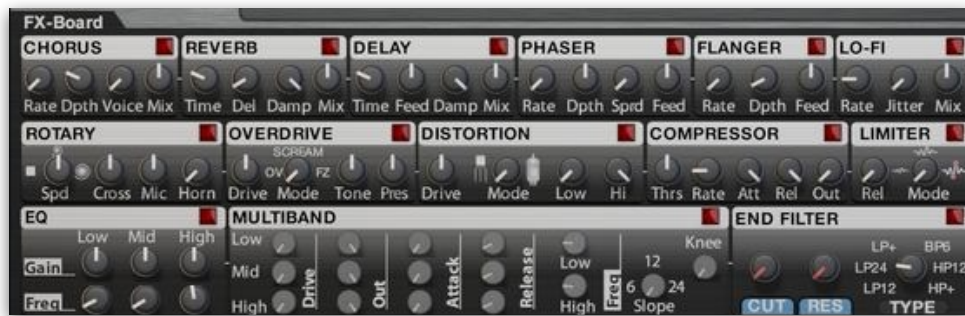 FX-Board
CHORUS REVERB DELAY PHASER FLANGER LO-FI
Rate Dpth Voice Mix Time Del Damp Mix Time Feed Damp Mix Rate Dpth Sprd Feed Rate Dpth Feed Rate Jitter Mix
ROTARY OVERDRIVE DISTORTION COMPRESSOR LIMITER
SCREAM
OV FZ
Spd Cross Mic Horn Drive Mode Tone Pres Drive Mode Low Hi Thrs Rate Att Rel Out Rel Mode
EQ MULTIBAND END FILTER
Low Mid High Low Knee
LP+ BP6
Gain Mid Drive Out Attack Release Low Freq 12 LP24 HP12
Freq High High 6 24 Slope LP12 HP+
CUT RES TYPE